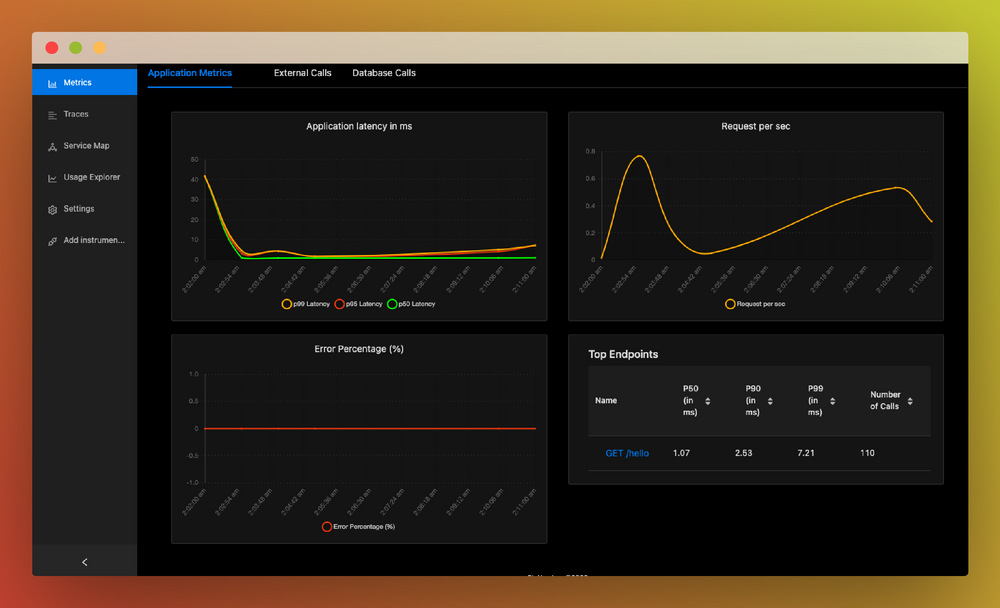 Application Metrics
External Calls
Database Calls
Metrics
Traces
Service Map
Usage Explorer
Settings
Add instrumen...
Application latency in ms
60
40
30
20
10
0
2:02:00 am
2:02:54 am
2:03:48 am
2:04:42 am
2:05:36 am
2:06:30 am
2:07:24 am
2:08:18 am
2:09:12 am
2:10:06 am
2:11:00 am
p99 Latency
p95 Latency
p50 Latency
Request per sec
0.8
0.6
0.4
0.2
0
2:02:00 am
2:02:54 am
2:03:48 am
2:04:42 am
2:05:36 am
2:06:30 am
2:07:24 am
2:08:18 am
2:09:12 am
2:10:06 am
2:11:00 am
Request per sec
Error Percentage (%)
1.0
0.5
0
-0.5
-1.0
2:02:00 am
2:02:54 am
2:03:48 am
2:04:42 am
2:05:36 am
2:06:30 am
2:07:24 am
2:08:18 am
2:09:12 am
2:10:06 am
2:11:00 am
Error Percentage (%)
Top Endpoints
Name
P50
(in
ms)
P90
(in
ms)
P99
(in
ms)
Number
of Calls
GET /hello
1.07
2.53
7.21
110